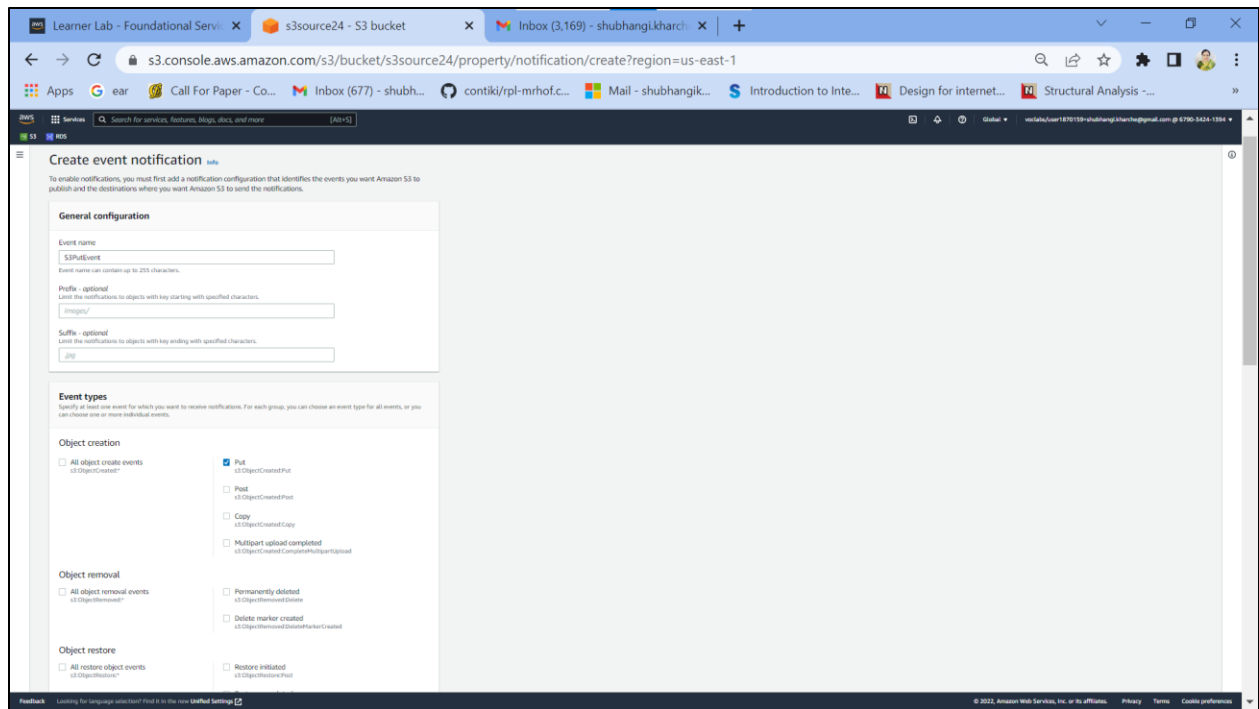 Learner Lab - Foundational Servic
s3source24 - S3 bucket
Inbox (3,169) - shubhangi.kharch
s3.console.aws.amazon.com/s3/bucket/s3source24/property/notification/create?region=us-east-1
Apps
ear
Call For Paper - Co...
Inbox (677) - shubh...
contiki/rpl-mrhof.c...
Mail - shubhangik...
Introduction to Inte...
Design for internet...
Structural Analysis -...
aws
Services
Search for services, features, blogs, docs, and more
[Alt+S]
Global
voclabs/user1870159=shubhangi.kharche@gmail.com @ 6790-3424-1394
S3
RDS
Create event notification Info
To enable notifications, you must first add a notification configuration that identifies the events you want Amazon S3 to
publish and the destinations where you want Amazon S3 to send the notifications.
General configuration
Event name
S3PutEvent
Event name can contain up to 255 characters.
Prefix - optional
Limit the notifications to objects with key starting with specified characters.
images/
Suffix - optional
Limit the notifications to objects with key ending with specified characters.
.jpg
Event types
Specify at least one event for which you want to receive notifications. For each group, you can choose an event type for all events, or you
can choose one or more individual events.
Object creation
All object create events
s3:ObjectCreated:*
Put
s3:ObjectCreated:Put
Post
s3:ObjectCreated:Post
Copy
s3:ObjectCreated:Copy
Multipart upload completed
s3:ObjectCreated:CompleteMultipartUpload
Object removal
All object removal events
s3:ObjectRemoved:*
Permanently deleted
s3:ObjectRemoved:Delete
Delete marker created
s3:ObjectRemoved:DeleteMarkerCreated
Object restore
All restore object events
s3:ObjectRestore:*
Restore initiated
s3:ObjectRestore:Post
Feedback
Looking for language selection? Find it in the new Unified Settings
© 2022, Amazon Web Services, Inc. or its affiliates.
Privacy
Terms
Cookie preferences